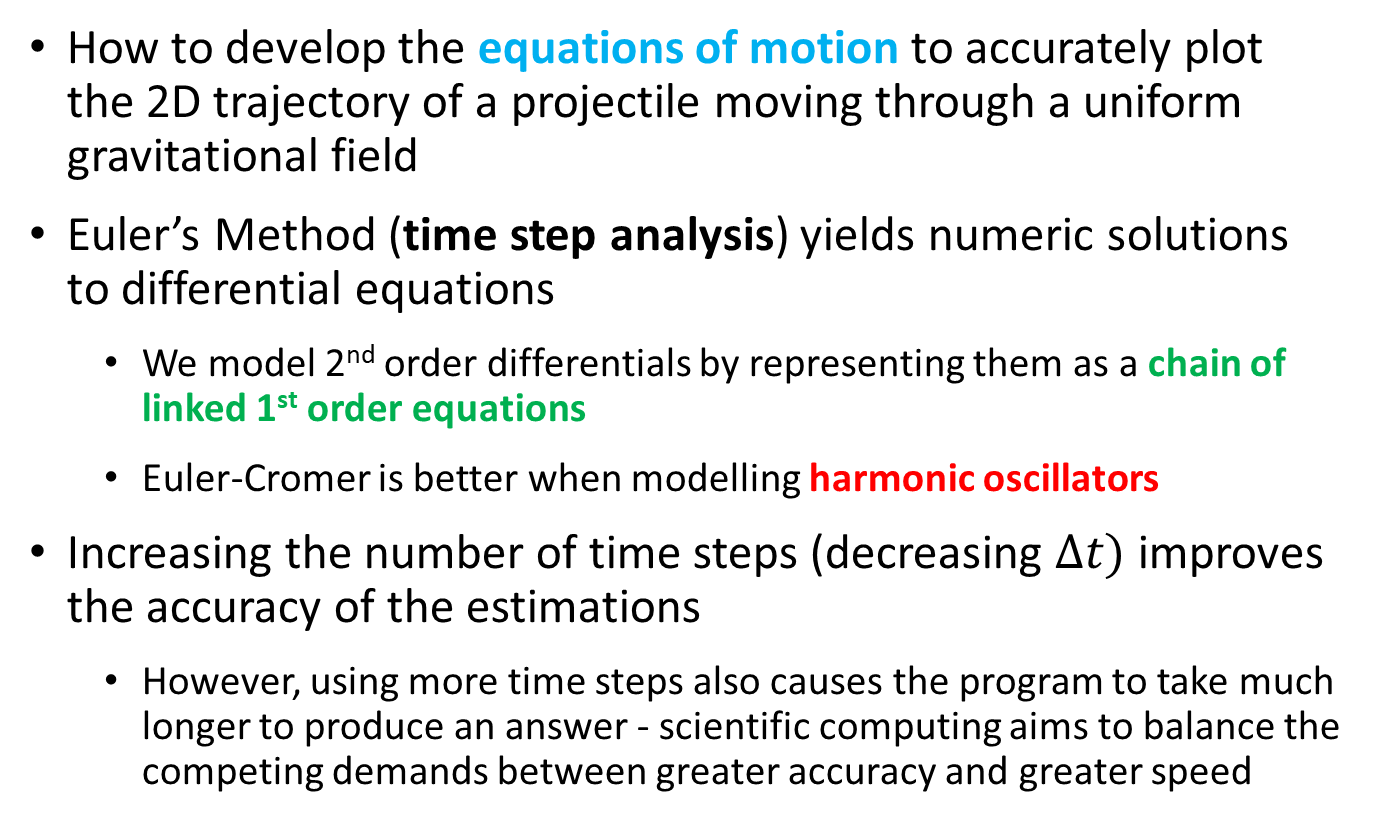 • How to develop the equations of motion to accurately plot
the 2D trajectory of a projectile moving through a uniform
gravitational field
• Euler’s Method (time step analysis) yields numeric solutions
to differential equations
• We model 2nd order differentials by representing them as a chain of
linked 1st order equations
• Euler-Cromer is better when modelling harmonic oscillators
• Increasing the number of time steps (decreasing Δ𝑡) improves
the accuracy of the estimations
• However, using more time steps also causes the program to take much
longer to produce an answer - scientific computing aims to balance the
competing demands between greater accuracy and greater speed